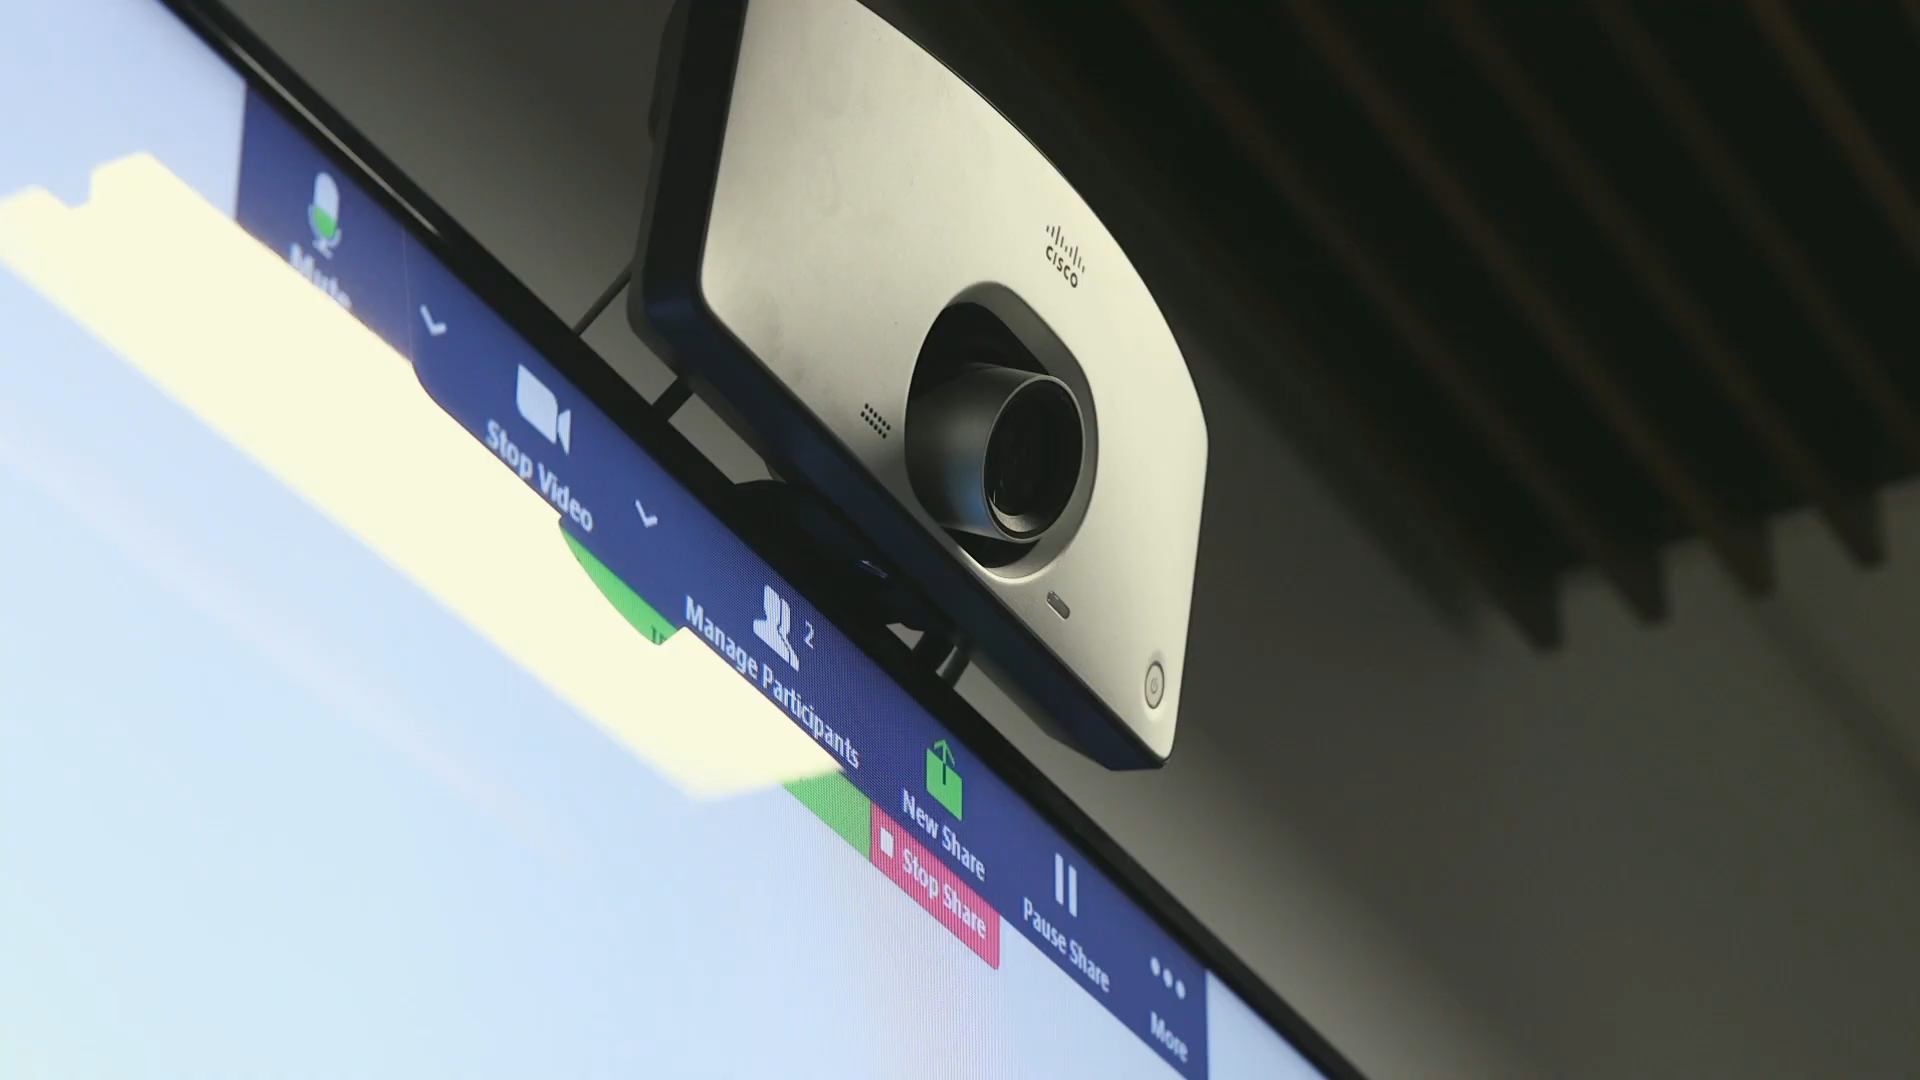 CISCO
Mute
Stop Video
2
Manage Participants
New Share
Stop Share
Pause Share
More